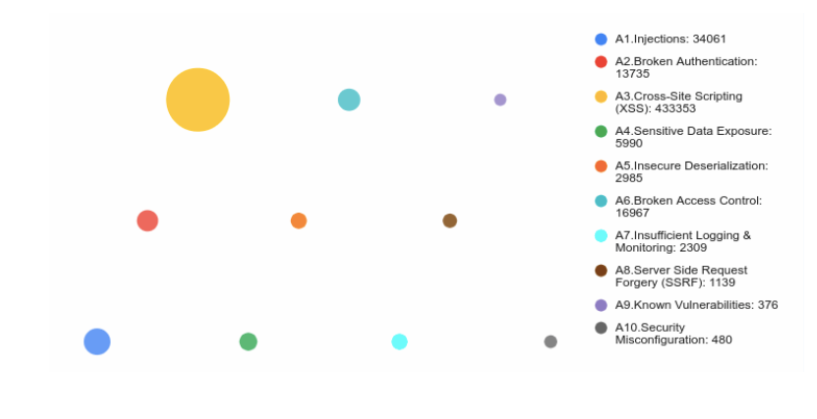 A1.Injections: 34061
A2.Broken Authentication:
13735
A3.Cross-Site Scripting
(XSS): 433353
A4.Sensitive Data Exposure:
5990
A5.Insecure Deserialization:
2985
A6.Broken Access Control:
16967
A7.Insufficient Logging &
Monitoring: 2309
A8.Server Side Request
Forgery (SSRF): 1139
A9.Known Vulnerabilities: 376
A10.Security
Misconfiguration: 480